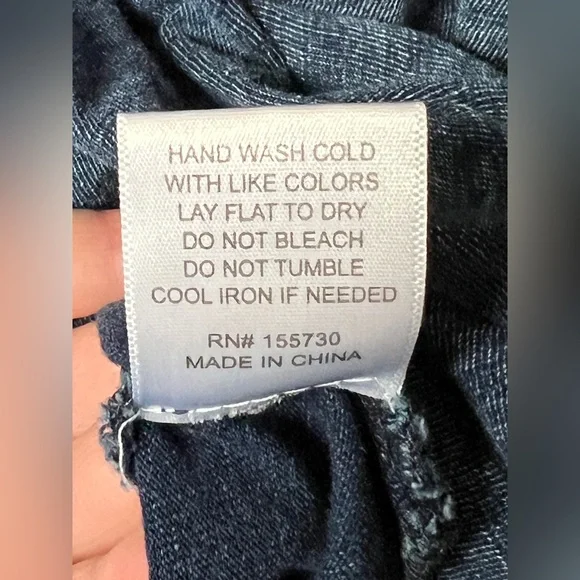 HAND WASH COLD
WITH LIKE COLORS
LAY FLAT TO DRY
DO NOT BLEACH
DO NOT TUMBLE
COOL IRON IF NEEDED
RN# 155730
MADE IN CHINA